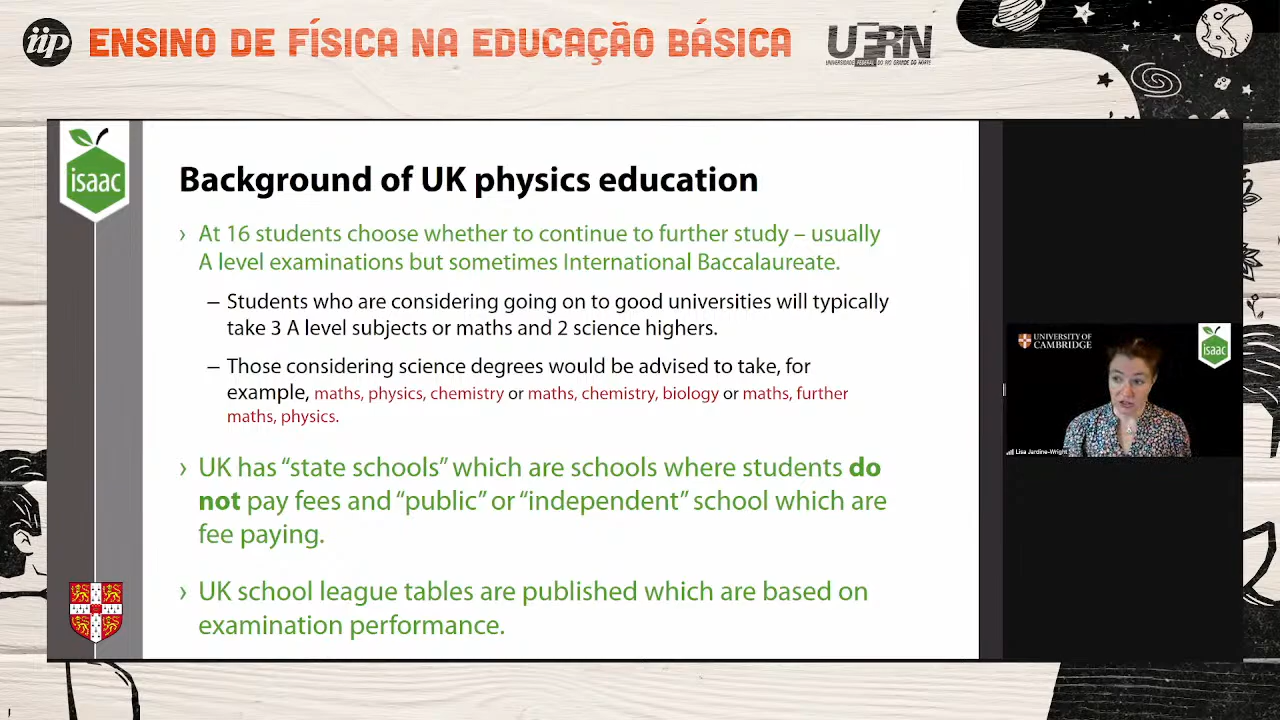 iip ENSINO DE FÍSICA NA EDUCAÇÃO BÁSICA UFRN
UNIVERSIDADE FEDERAL DO RIO GRANDE DO NORTE
isaac
Background of UK physics education
› At 16 students choose whether to continue to further study – usually
A level examinations but sometimes International Baccalaureate.
– Students who are considering going on to good universities will typically
take 3 A level subjects or maths and 2 science highers.
– Those considering science degrees would be advised to take, for
example, maths, physics, chemistry or maths, chemistry, biology or maths, further
maths, physics.
› UK has “state schools” which are schools where students do
not pay fees and “public” or “independent” school which are
fee paying.
› UK school league tables are published which are based on
examination performance.
UNIVERSITY OF
CAMBRIDGE
isaac
Lisa Jardine-Wright